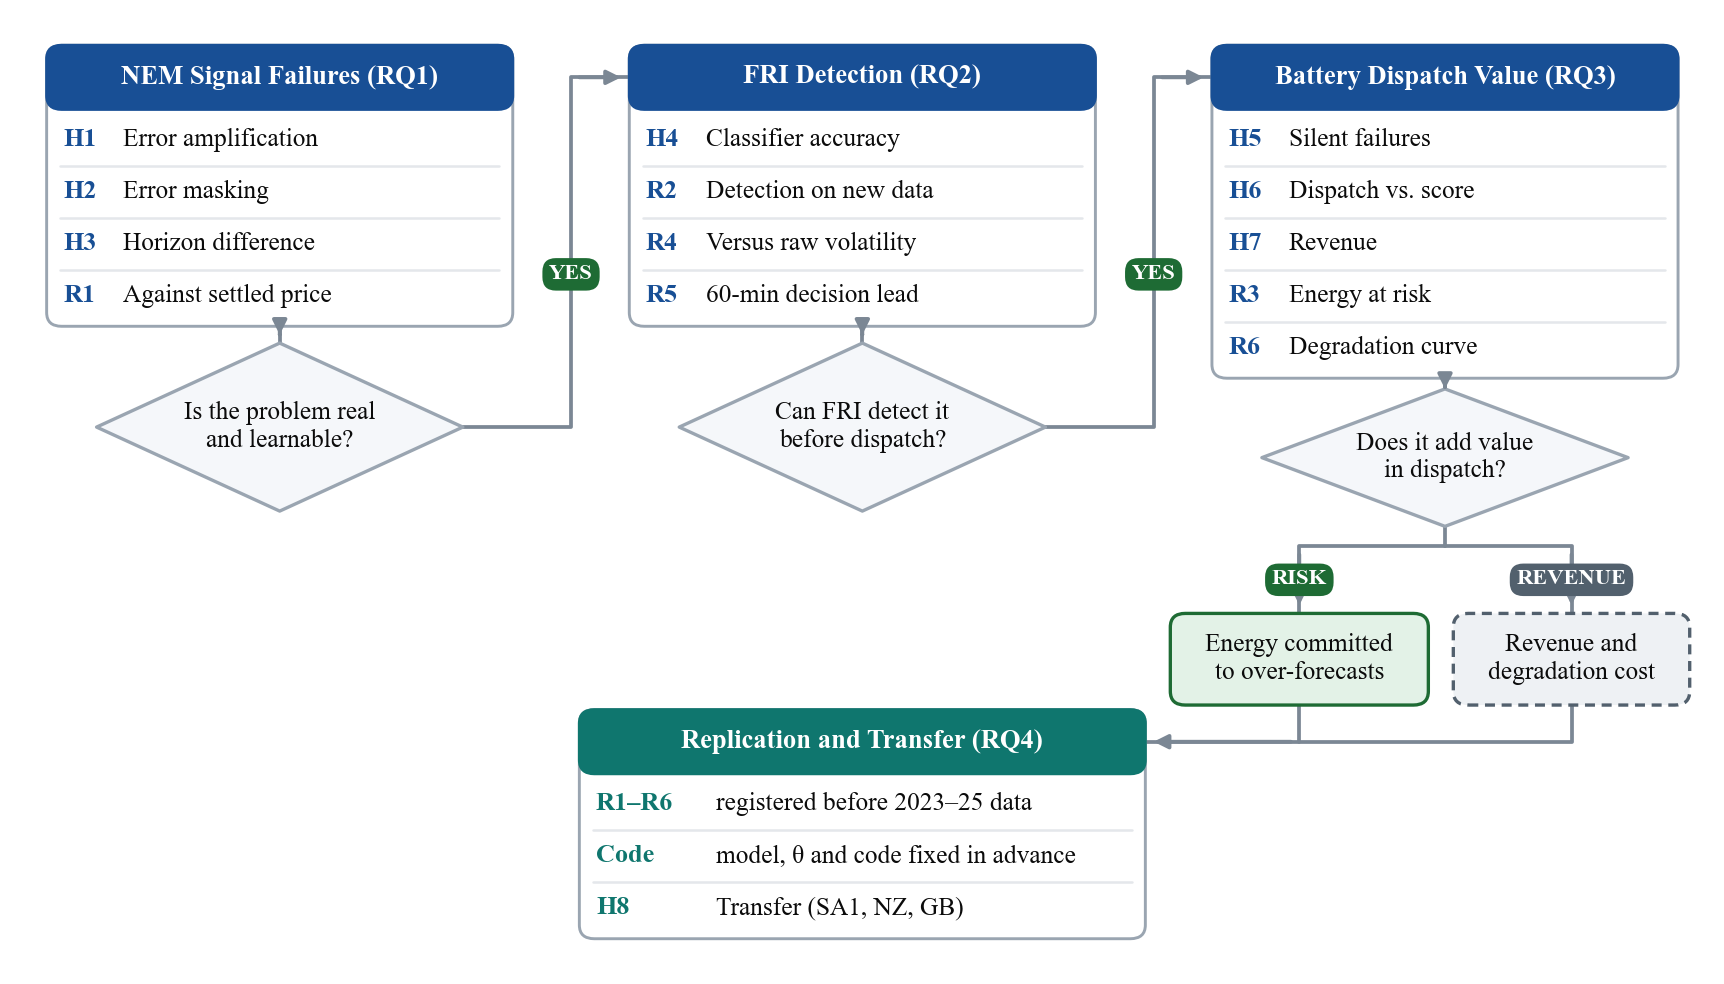 NEM Signal Failures (RQ1)
H1 Error amplification
H2 Error masking
H3 Horizon difference
R1 Against settled price
Is the problem real
and learnable?
YES
FRI Detection (RQ2)
H4 Classifier accuracy
R2 Detection on new data
R4 Versus raw volatility
R5 60-min decision lead
Can FRI detect it
before dispatch?
YES
Battery Dispatch Value (RQ3)
H5 Silent failures
H6 Dispatch vs. score
H7 Revenue
R3 Energy at risk
R6 Degradation curve
Does it add value
in dispatch?
RISK
Energy committed
to over-forecasts
REVENUE
Revenue and
degradation cost
Replication and Transfer (RQ4)
R1–R6 registered before 2023–25 data
Code model, θ and code fixed in advance
H8 Transfer (SA1, NZ, GB)